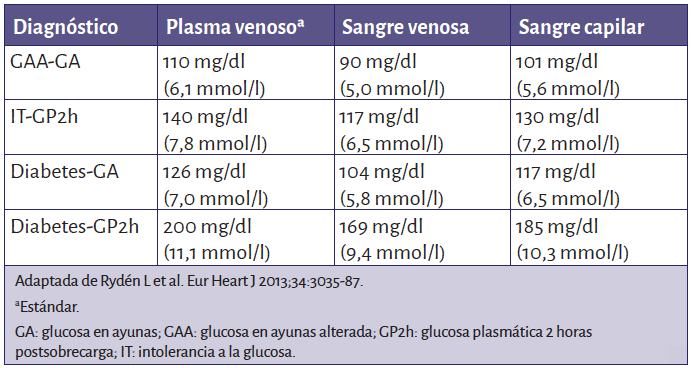 Diagnóstico Plasma venosoª Sangre venosa Sangre capilar
GAA-GA 110 mg/dl 90 mg/dl 101 mg/dl
(6,1 mmol/l) (5,0 mmol/l) (5,6 mmol/l)
IT-GP2h 140 mg/dl 117 mg/dl 130 mg/dl
(7,8 mmol/l) (6,5 mmol/l) (7,2 mmol/l)
Diabetes-GA 126 mg/dl 104 mg/dl 117 mg/dl
(7,0 mmol/l) (5,8 mmol/l) (6,5 mmol/l)
Diabetes-GP2h 200 mg/dl 169 mg/dl 185 mg/dl
(11,1 mmol/l) (9,4 mmol/l) (10,3 mmol/l)
Adaptada de Rydén L et al. Eur Heart J 2013;34:3035-87.
ªEstándar.
GA: glucosa en ayunas; GAA: glucosa en ayunas alterada; GP2h: glucosa plasmática 2 horas
postsobrecarga; IT: intolerancia a la glucosa.